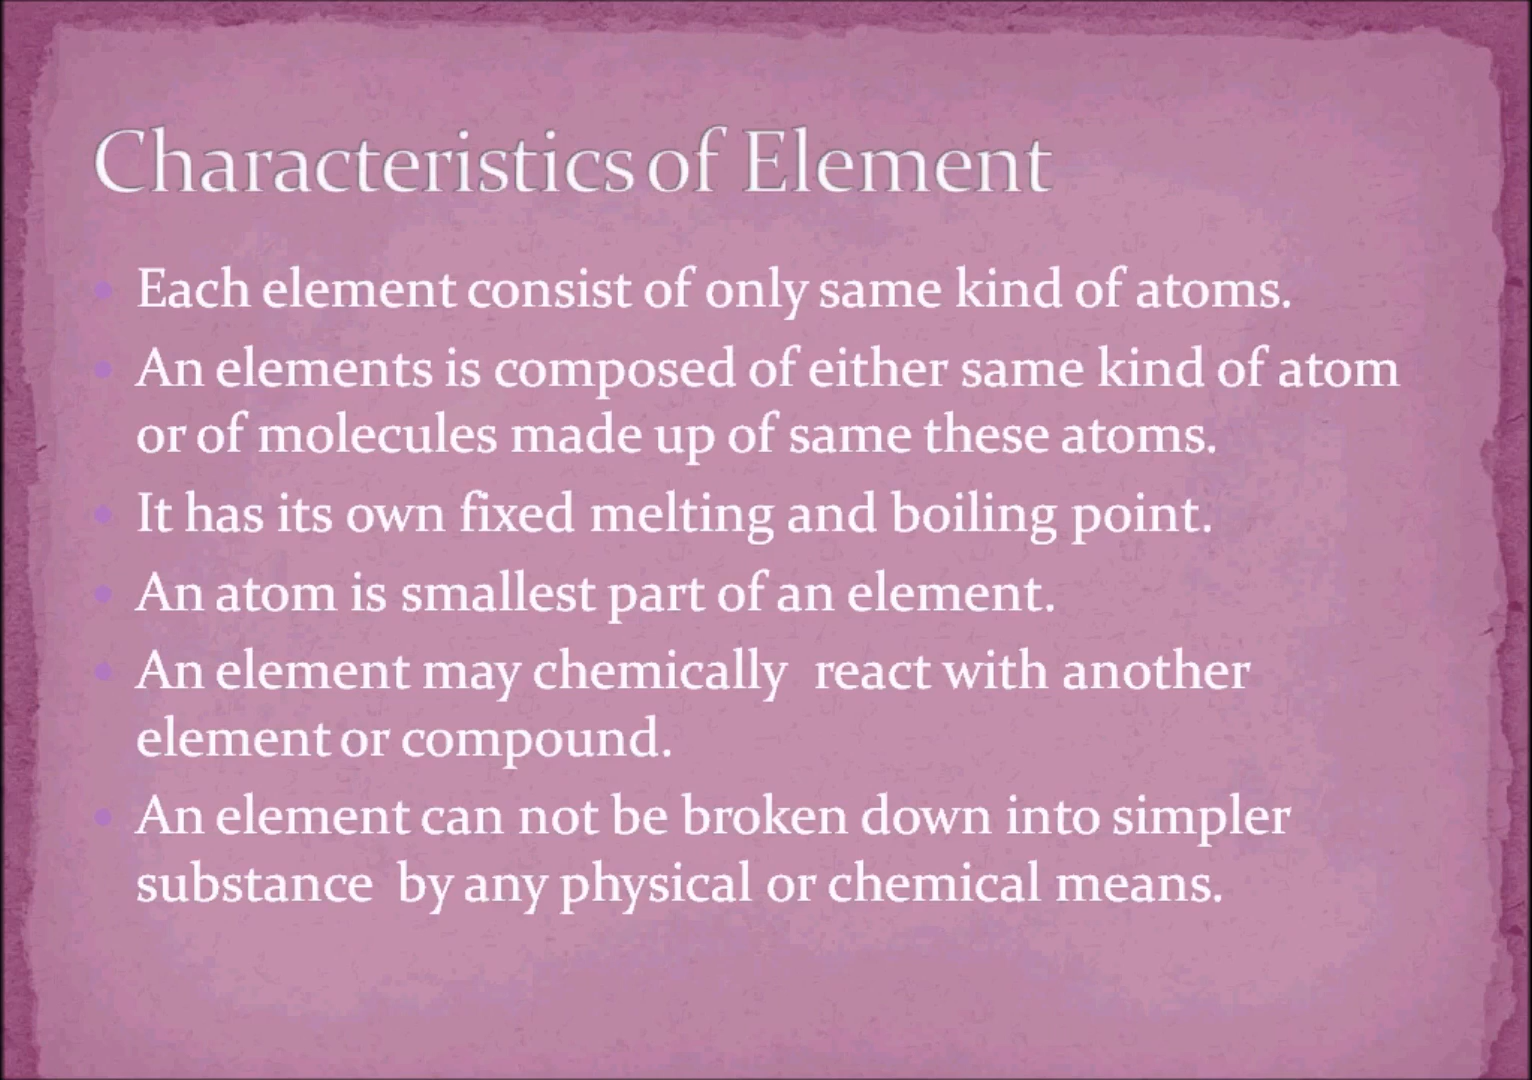 Characteristics of Element
• Each element consist of only same kind of atoms.
• An elements is composed of either same kind of atom
or of molecules made up of same these atoms.
• It has its own fixed melting and boiling point.
• An atom is smallest part of an element.
• An element may chemically  react with another
element or compound.
• An element can not be broken down into simpler
substance  by any physical or chemical means.